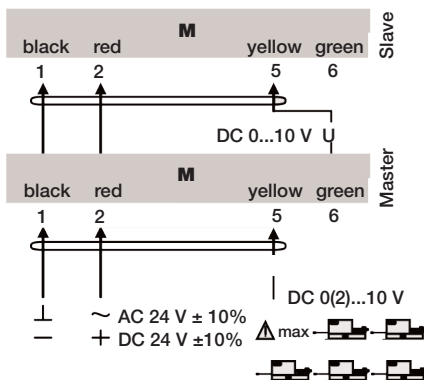 M
Slave
black red yellow green
1 2 5 6
DC 0...10 V U
M
Master
black red yellow green
1 2 5 6
DC 0(2)...10 V
~ AC 24 V ± 10%
− + DC 24 V ±10%
max